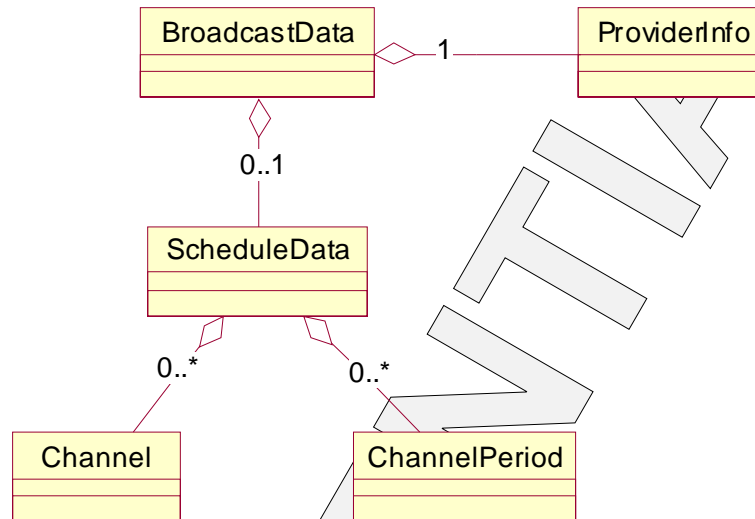 BroadcastData
ProviderInfo
1
0..1
ScheduleData
0..*
0..*
Channel
ChannelPeriod